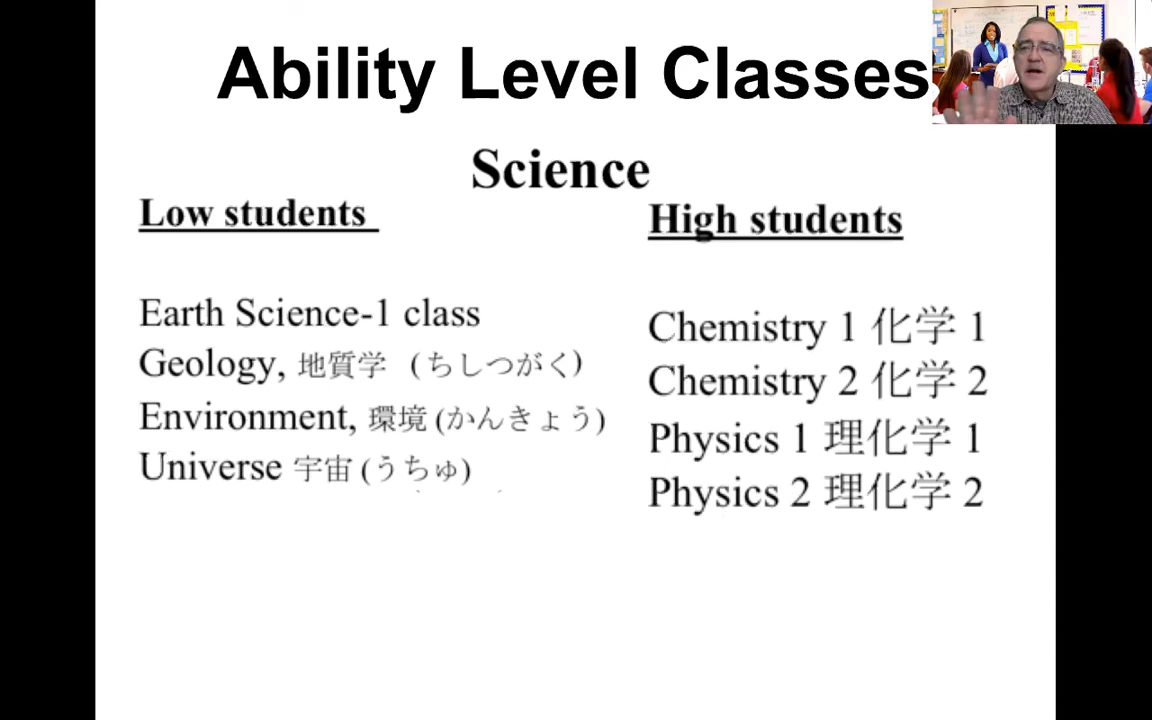 Ability Level Classes
Science
Low students
Earth Science-1 class
Geology, 地質学 (ちしつがく)
Environment, 環境 (かんきょう)
Universe 宇宙 (うちゅ)
High students
Chemistry 1 化学 1
Chemistry 2 化学 2
Physics 1 理化学 1
Physics 2 理化学 2